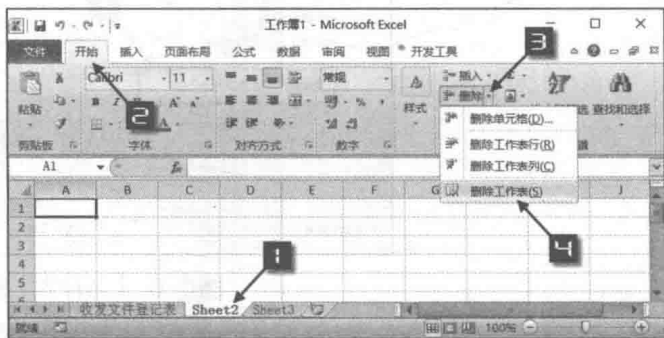 工作簿1 - Microsoft Excel
文件 开始 插入 页面布局 公式 数据 审阅 视图 开发工具
粘贴 Calibri 11 常规 样式 插入 删除 查找和选择
剪贴板 字体 对齐方式 数字
删除单元格(D)...
删除工作表行(R)
删除工作表列(C)
删除工作表(S)
A1 fx
A B C D E F G J
1
2
3
4
5
收发文件登记表 Sheet2 Sheet3
就绪 100%
2
3
1
4